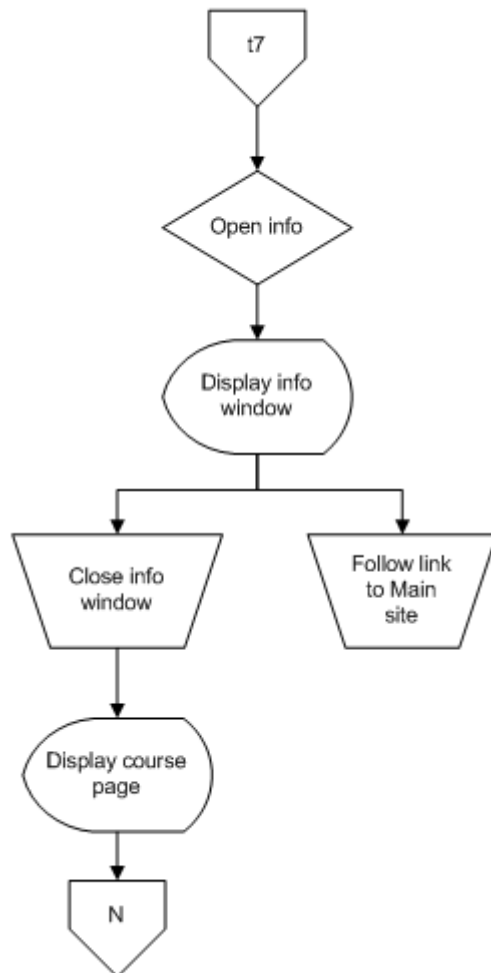 t7
Open info
Display info
window
Close info
window
Follow link
to Main
site
Display course
page
N